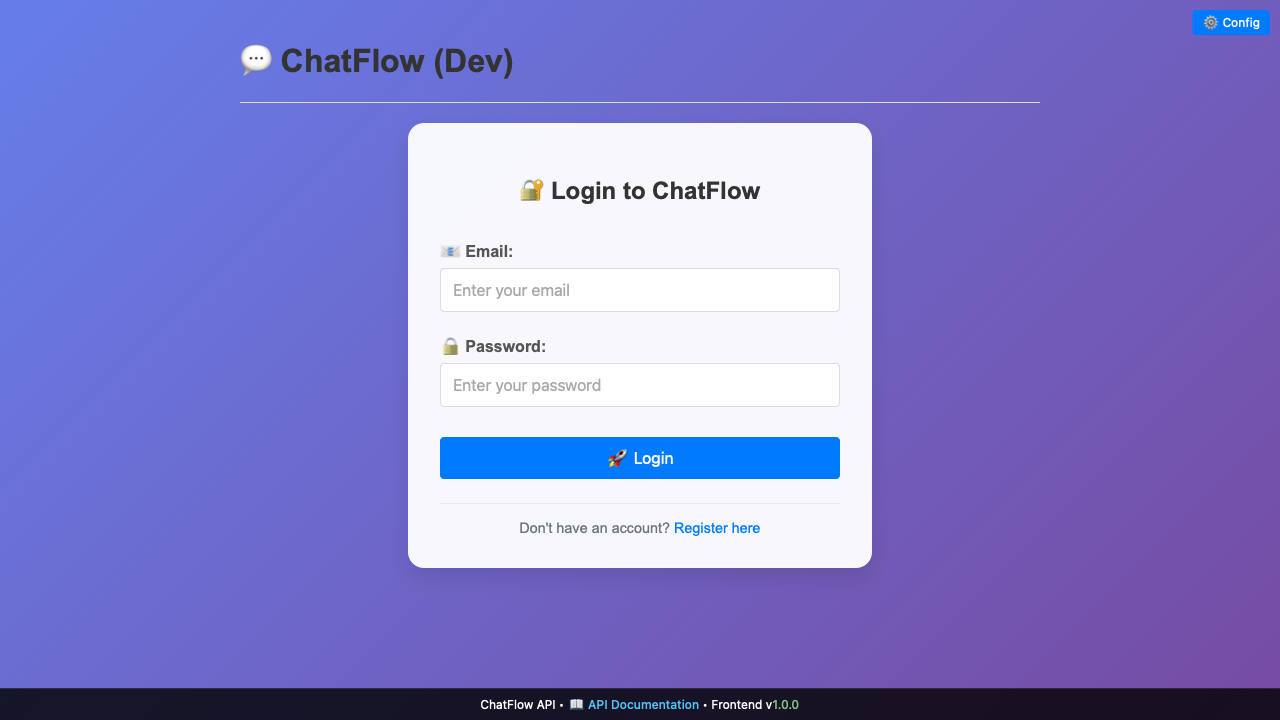 ⚙️ Config
💬 ChatFlow (Dev)
🔐 Login to ChatFlow
📧 Email:
Enter your email
🔒 Password:
Enter your password
🚀 Login
Don't have an account? Register here
ChatFlow API • 📖 API Documentation • Frontend v1.0.0